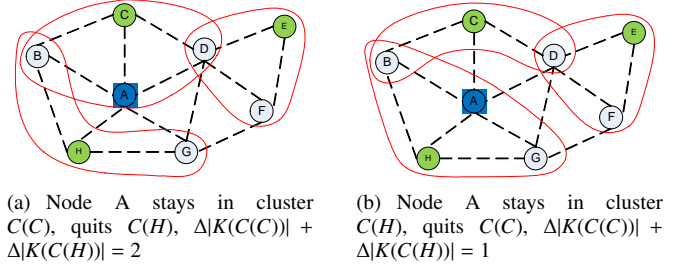 C
E
D
B
A
F
H
G
(a) Node A stays in cluster
C(C), quits C(H), Δ|K(C(C))| +
Δ|K(C(H))| = 2
C
E
D
B
A
F
H
G
(b) Node A stays in cluster
C(H), quits C(C), Δ|K(C(C))| +
Δ|K(C(H)| = 1